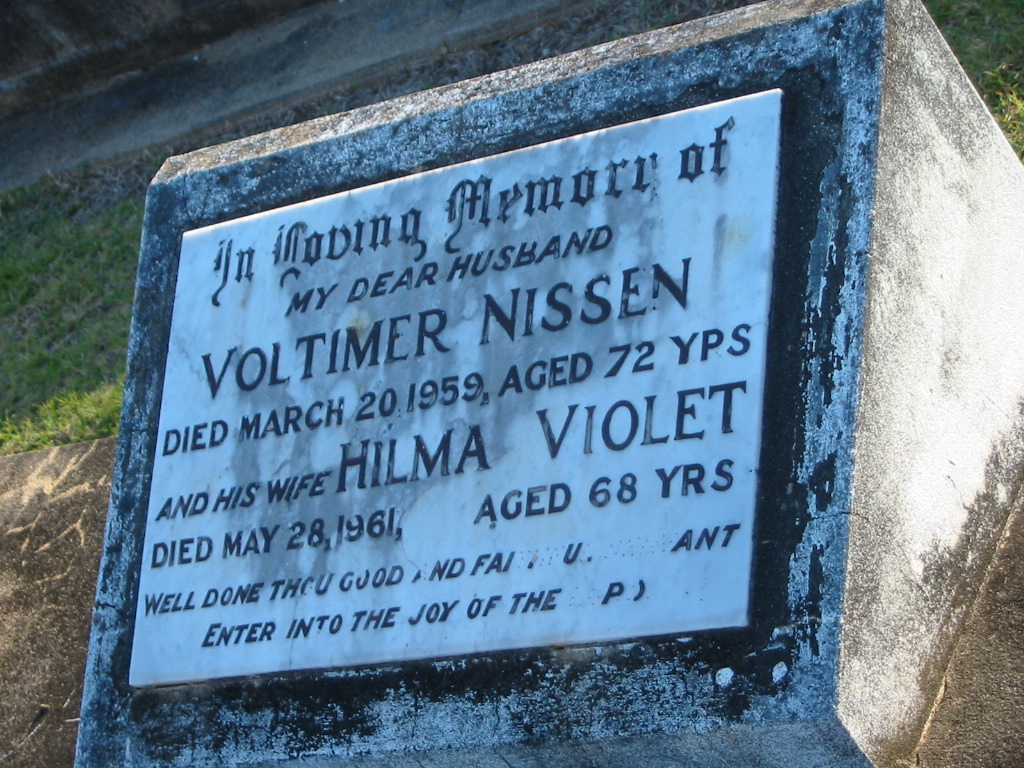 In Loving Memory of
MY DEAR HUSBAND
VOLTIMER NISSEN
DIED MARCH 20, 1959, AGED 72 YRS
AND HIS WIFE HILMA VIOLET
DIED MAY 28, 1961, AGED 68 YRS
WELL DONE THOU GOOD AND
ENTER INTO THE JOY OF THE